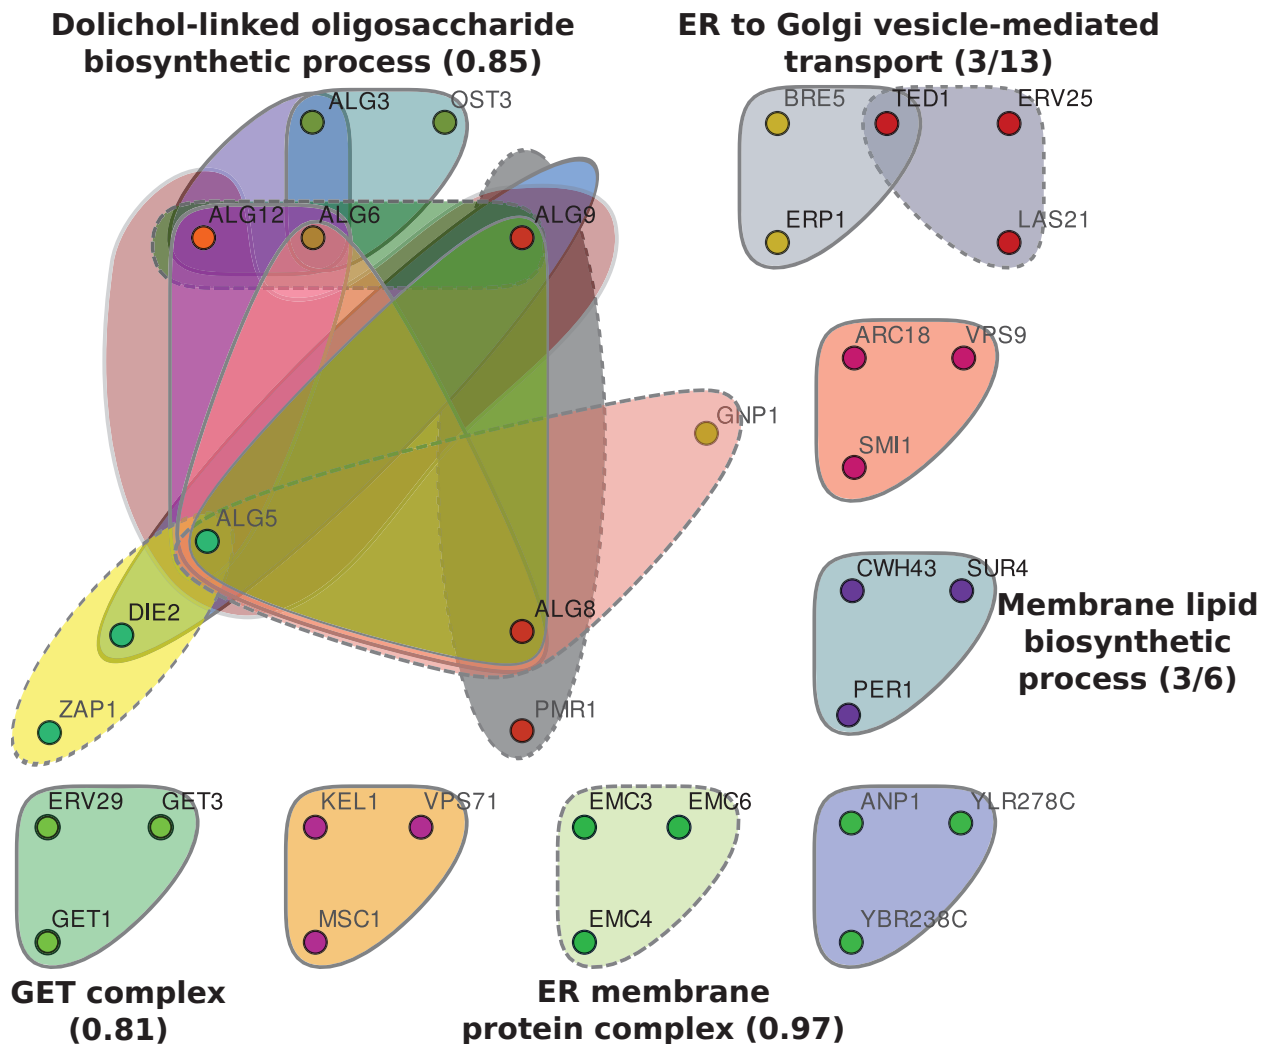 Dolichol-linked oligosaccharide
biosynthetic process (0.85)
ER to Golgi vesicle-mediated
transport (3/13)
ALG3
OST3
BRE5
TED1
ERV25
ALG12
ALG6
ALG9
ERP1
LAS21
ARC18
VPS9
GNP1
SMI1
ALG5
CWH43
SUR4
DIE2
ALG8
Membrane lipid
biosynthetic
process (3/6)
PER1
ZAP1
PMR1
ERV29
GET3
KEL1
VPS71
EMC3
EMC6
ANP1
YLR278C
GET1
MSC1
EMC4
YBR238C
GET complex
(0.81)
ER membrane
protein complex (0.97)